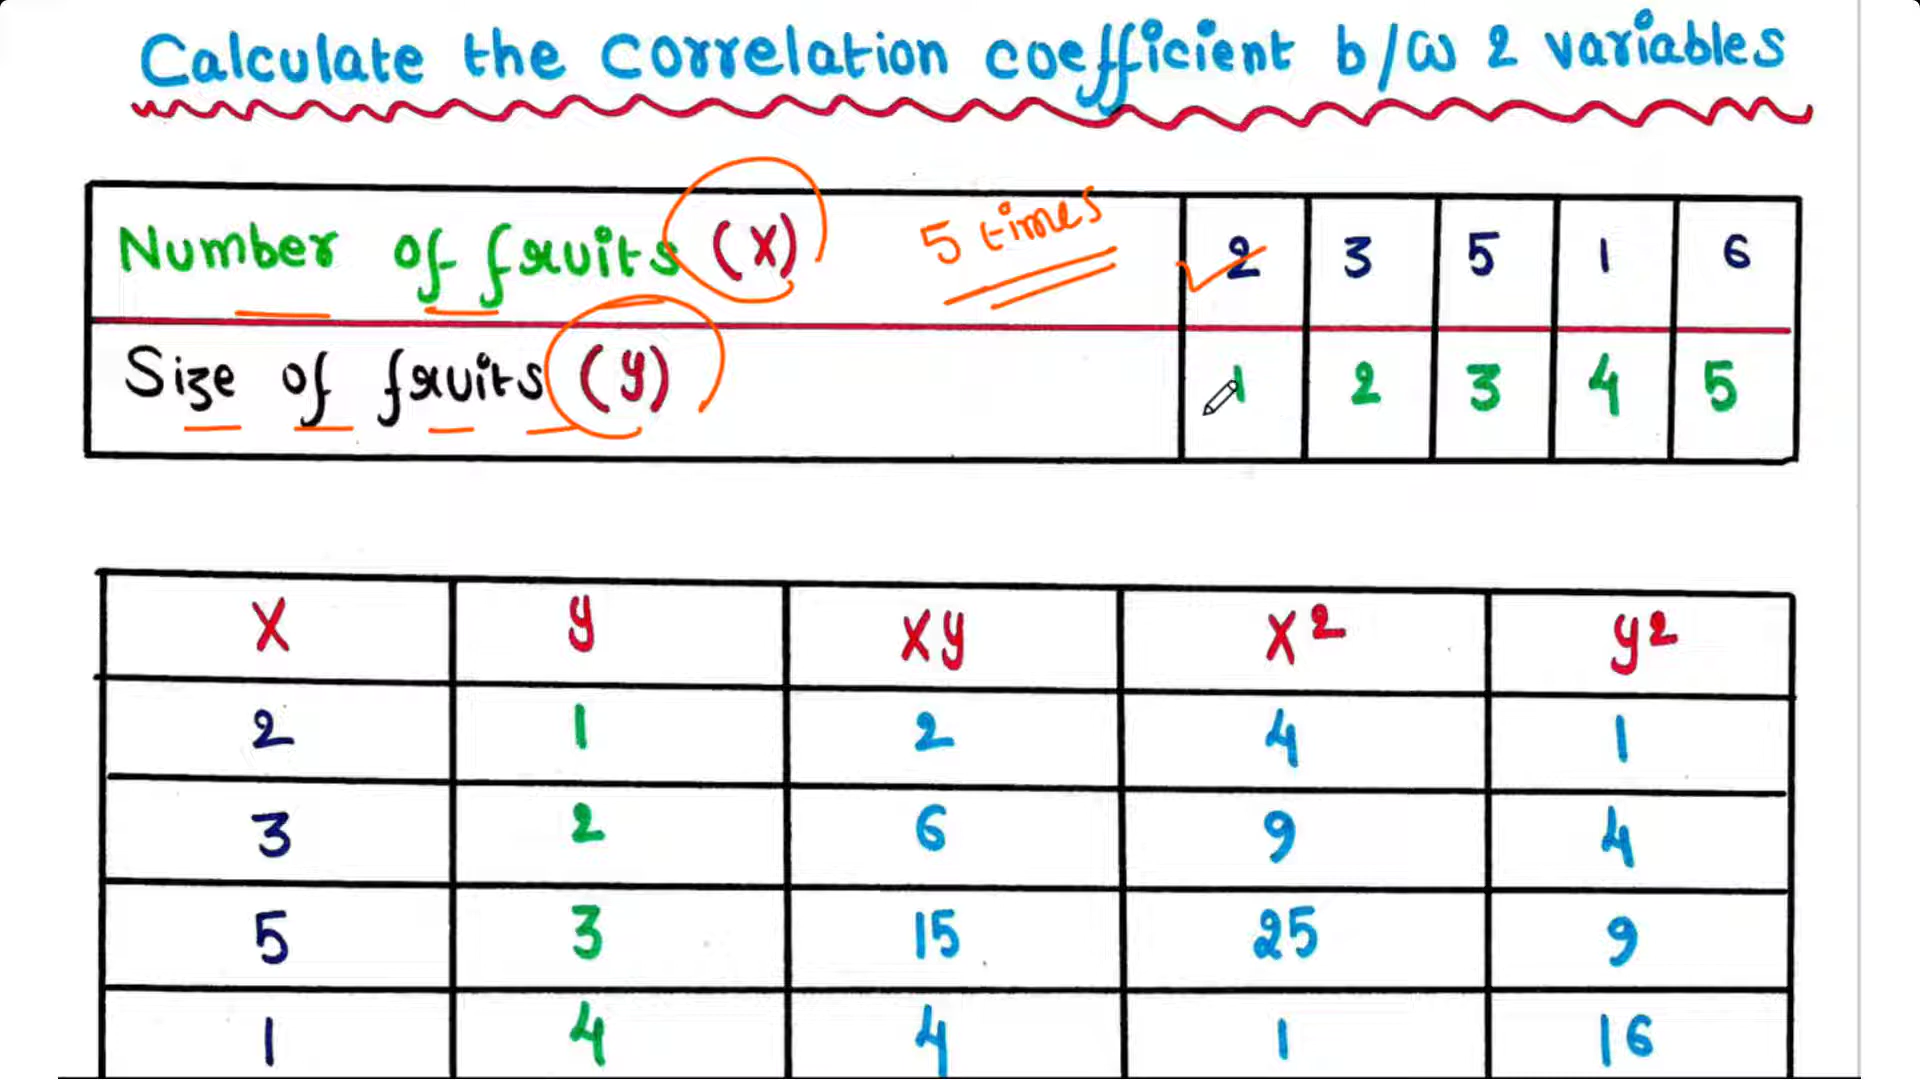 Calculate the Correlation coefficient b/w 2 variables
Number of fruits (X) 5 times 2 3 5 1 6
Size of fruits (y) 1 2 3 4 5
X y Xy X² y²
2 1 2 4 1
3 2 6 9 4
5 3 15 25 9
1 4 4 1 16